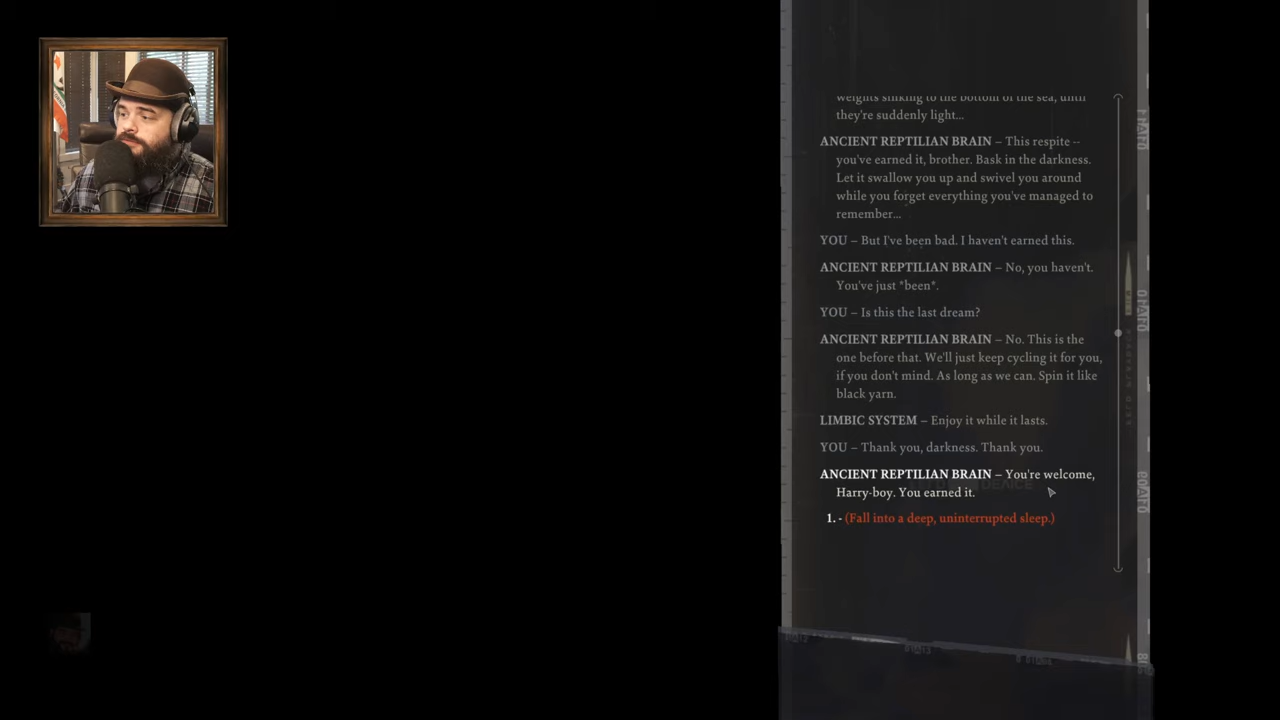 weights sinking to the bottom of the sea, until
they're suddenly light...
ANCIENT REPTILIAN BRAIN – This respite --
you've earned it, brother. Bask in the darkness.
Let it swallow you up and swivel you around
while you forget everything you've managed to
remember...
YOU – But I've been bad. I haven't earned this.
ANCIENT REPTILIAN BRAIN – No, you haven't.
You've just *been*.
YOU – Is this the last dream?
ANCIENT REPTILIAN BRAIN – No. This is the
one before that. We'll just keep cycling it for you,
if you don't mind. As long as we can. Spin it like
black yarn.
LIMBIC SYSTEM – Enjoy it while it lasts.
YOU – Thank you, darkness. Thank you.
ANCIENT REPTILIAN BRAIN – You're welcome,
Harry-boy. You earned it.
1. - (Fall into a deep, uninterrupted sleep.)